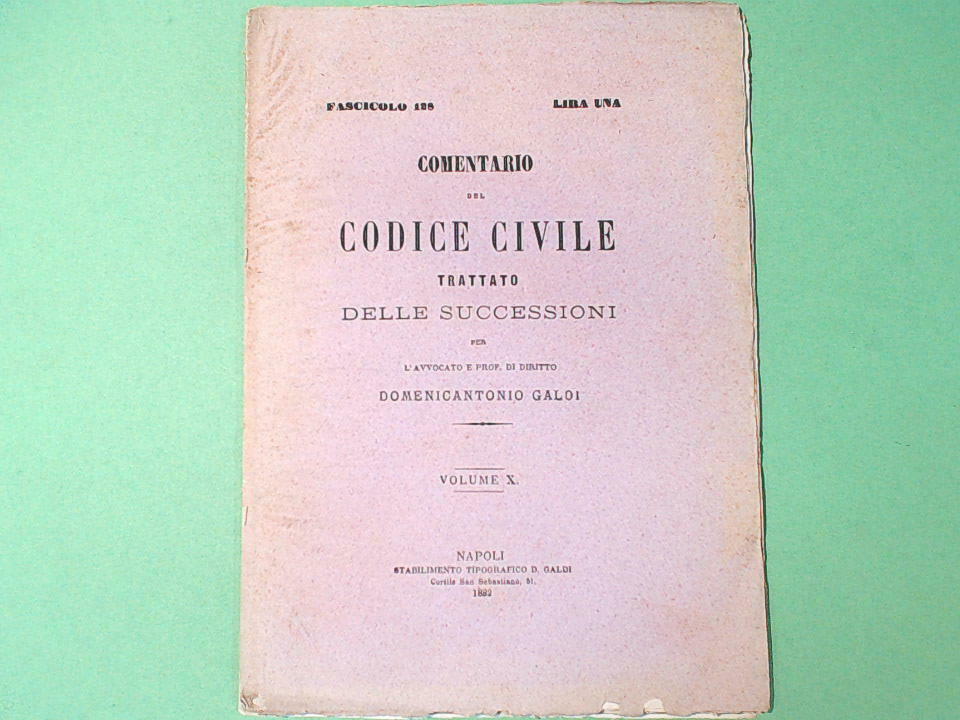 FASCICOLO 128 LIRA UNA
COMENTARIO
DEL
CODICE CIVILE
TRATTATO
DELLE SUCCESSIONI
PER
L'AVVOCATO E PROF. DI DIRITTO
DOMENICANTONIO GALDI
VOLUME X.
NAPOLI
STABILIMENTO TIPOGRAFICO D. GALDI
Cortile San Sebastiano, 51.
1882